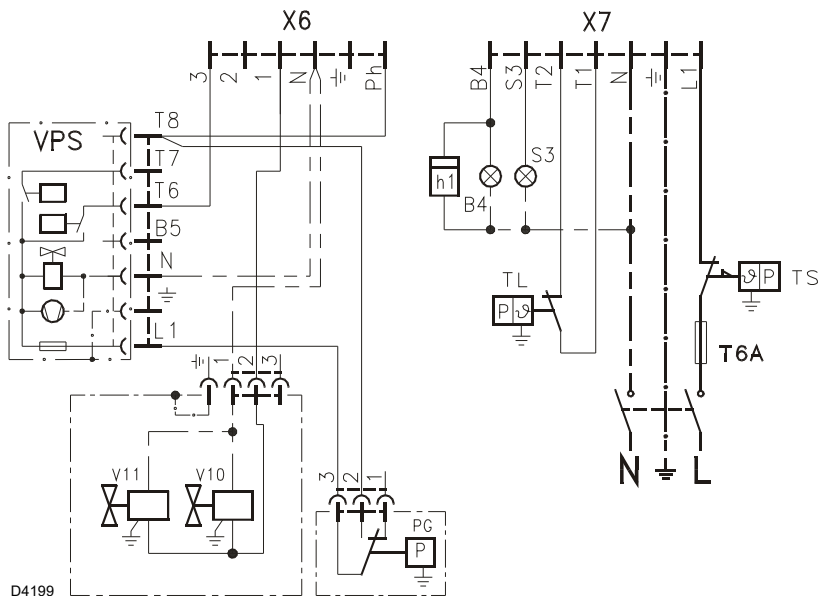 X6
3 2 1 N Ph
X7
B4 S3 T2 T1 N L1
VPS
T8
T7
T6
B5
N
L1
h1
B4
S3
TL
P ϑ
ϑ P
TS
T6A
N L
1 2 3
V11
V10
3 2 1
PG
P
D4199